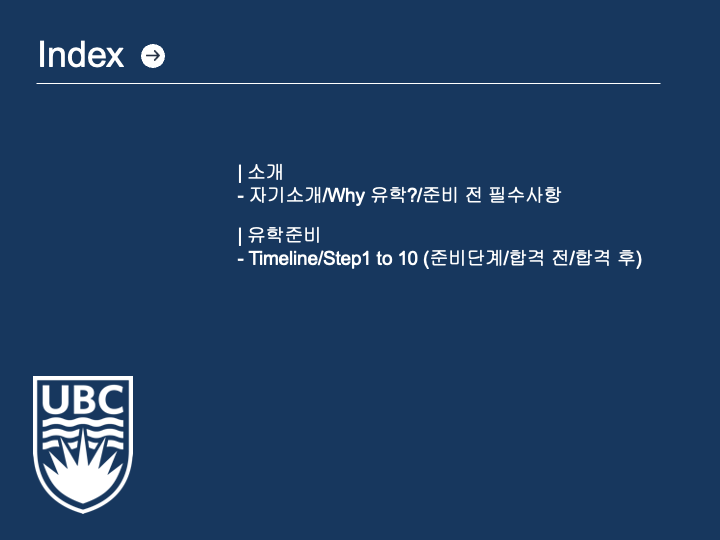 Index
| 소개
- 자기소개/Why 유학?/준비 전 필수사항
| 유학준비
- Timeline/Step1 to 10 (준비단계/합격 전/합격 후)
UBC